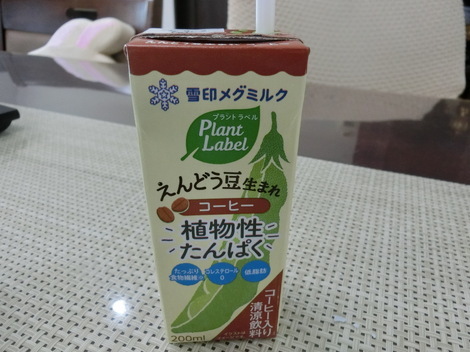 雪印メグミルク
プラントラベル
Plant
Label
えんどう豆生まれ
コーヒー
植物性
たんぱく
たっぷり
食物繊維
コレステロール
0
低脂肪
コーヒー入り
清涼飲料
200ml